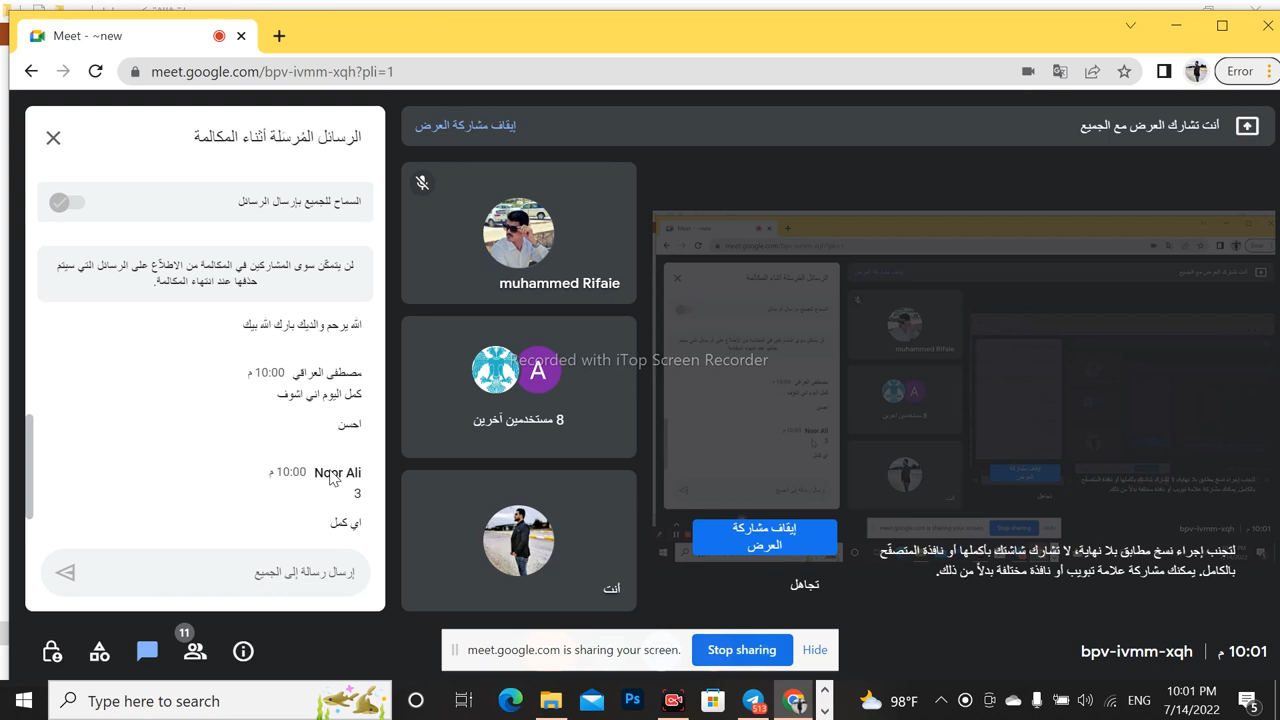 Meet - ~new
meet.google.com/bpv-ivmm-xqh?pli=1
Error
الرسائل المُرسَلة أثناء المكالمة
السماح للجميع بإرسال الرسائل
لن يتمكّن سوى المشاركين في المكالمة من الاطّلاع على الرسائل التي سيتم
حذفها عند انتهاء المكالمة.
الله يرحم والديك بارك الله بيك
مصطفى العراقي 10:00 م
كمل اليوم اني اشوف
احسن
Noor Ali 10:00 م
3
اي كمل
إرسال رسالة إلى الجميع
أنت تشارك العرض مع الجميع
إيقاف مشاركة العرض
muhammed Rifaie
A
8 مستخدمين آخرين
أنت
Recorded with iTop Screen Recorder
إيقاف مشاركة
العرض
تجاهل
لتجنب إجراء نسخ مطابق بلا نهاية، لا تشارك شاشتك بأكملها أو نافذة المتصفّح
بالكامل. يمكنك مشاركة علامة تبويب أو نافذة مختلفة بدلاً من ذلك.
11
meet.google.com is sharing your screen.
Stop sharing
Hide
bpv-ivmm-xqh
10:01 م
Type here to search
Ps
513
98°F
ENG
10:01 PM
7/14/2022
5